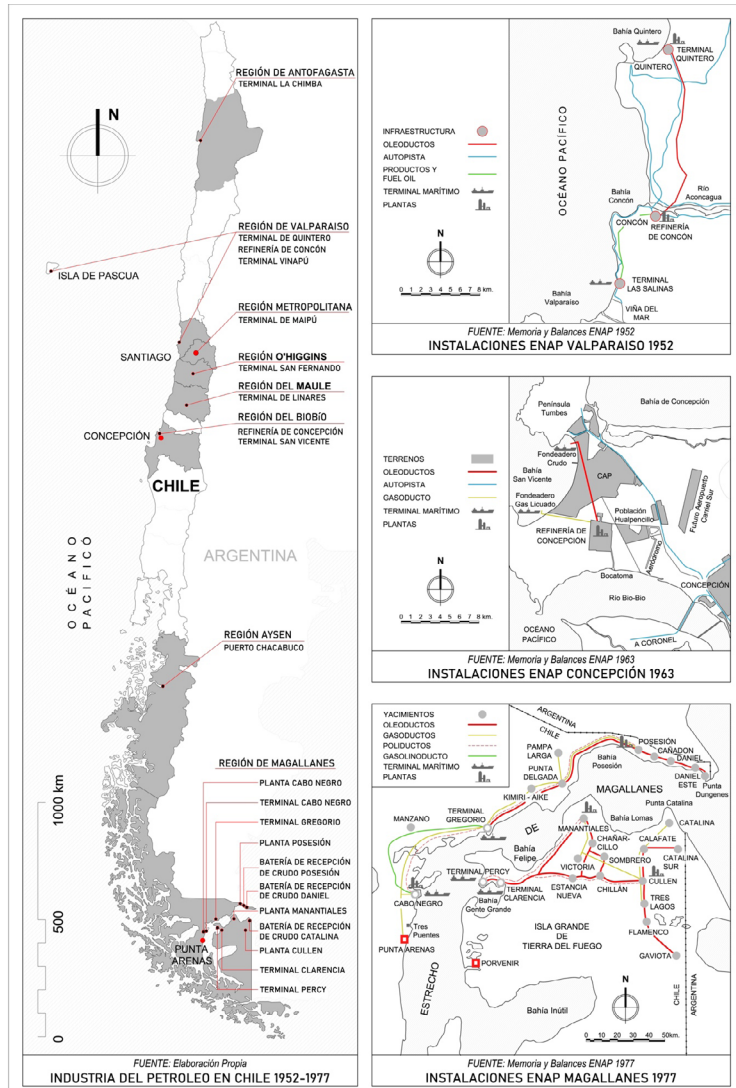 N
REGIÓN DE ANTOFAGASTA
TERMINAL LA CHIMBA
REGIÓN DE VALPARAISO
TERMINAL DE QUINTERO
REFINERÍA DE CONCÓN
TERMINAL VINAPÚ
ISLA DE PASCUA
REGIÓN METROPOLITANA
TERMINAL DE MAIPÚ
SANTIAGO
REGIÓN O'HIGGINS
TERMINAL SAN FERNANDO
REGIÓN DEL MAULE
TERMINAL DE LINARES
REGIÓN DEL BIOBÍO
REFINERÍA DE CONCEPCIÓN
TERMINAL SAN VICENTE
CONCEPCIÓN
CHILE
ARGENTINA
OCÉANO
PACÍFICÓ
REGIÓN AYSEN
PUERTO CHACABUCO
REGIÓN DE MAGALLANES
PLANTA CABO NEGRO
TERMINAL CABO NEGRO
TERMINAL GREGORIO
PLANTA POSESIÓN
BATERÍA DE RECEPCIÓN
DE CRUDO POSESIÓN
BATERÍA DE RECEPCIÓN
DE CRUDO DANIEL
PLANTA MANANTIALES
BATERÍA DE RECEPCIÓN
DE CRUDO CATALINA
PLANTA CULLEN
TERMINAL CLARENCIA
TERMINAL PERCY
PUNTA
ARENAS
1000 km
500
0
FUENTE: Elaboración Propia
INDUSTRIA DEL PETROLEO EN CHILE 1952-1977
Bahía Quintero
TERMINAL
QUINTERO
QUINTERO
INFRAESTRUCTURA
OLEODUCTOS
AUTOPISTA
PRODUCTOS Y
FUEL OIL
TERMINAL MARÍTIMO
PLANTAS
OCÉANO PACÍFICO
Bahía
Concón
Río
Aconcagua
CONCÓN
REFINERÍA
DE CONCÓN
N
0 1 2 3 4 5 6 7 8 km.
TERMINAL
LAS SALINAS
Bahía
Valparaiso
VIÑA DEL
MAR
FUENTE: Memoria y Balances ENAP 1952
INSTALACIONES ENAP VALPARAISO 1952
Península
Tumbes
Bahía de Concepción
TERRENOS
OLEODUCTOS
AUTOPISTA
GASODUCTO
TERMINAL MARÍTIMO
PLANTAS
Fondeadero
Crudo
Bahía
San Vicente
CAP
Fondeadero
Gas Licuado
Población
Hualpencillo
Futuro Aeropuerto
Carriel Sur
REFINERÍA DE
CONCEPCIÓN
Aeródromo
Bocatoma
CONCEPCIÓN
Río Bio-Bio
N
0 1 2 3 4 5 6 7 8 km.
OCÉANO
PACÍFICO
A CORONEL
FUENTE: Memoria y Balances ENAP 1963
INSTALACIONES ENAP CONCEPCIÓN 1963
YACIMIENTOS
OLEODUCTOS
GASODUCTOS
POLIDUCTOS
GASOLINODUCTO
TERMINAL MARÍTIMO
PLANTAS
ARGENTINA
CHILE
PAMPA
LARGA
PUNTA
DELGADA
KIMIRI - AIKE
POSESIÓN
CAÑADON
DANIEL
DANIEL
ESTE
Punta
Dungenes
Bahía
Posesión
MAGALLANES
Punta Catalina
MANZANO
TERMINAL
GREGORIO
DE
MANANTIALES
Bahía Lomas
CATALINA
CHAÑAR-
CILLO
CALAFATE
Bahía
Felipe
VICTORIA
SOMBRERO
CATALINA
SUR
TERMINAL PERCY
CABO NEGRO
Bahía
Gente Grande
TERMINAL
CLARENCIA
ESTANCIA
NUEVA
CHILLÁN
CULLEN
TRES
LAGOS
Tres
Puentes
PUNTA ARENAS
ISLA GRANDE
DE
TIERRA DEL FUEGO
FLAMENCO
GAVIOTA
PORVENIR
ESTRECHO
Bahía Inútil
N
CHILE
ARGENTINA
0 10 20 30 40 50km.
FUENTE: Memoria y Balances ENAP 1977
INSTALACIONES ENAP MAGALLANES 1977